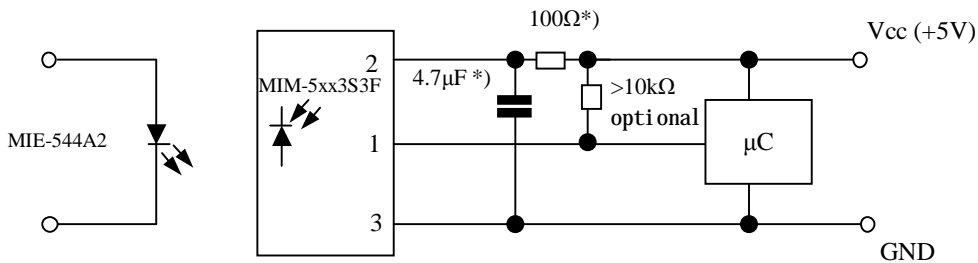 100Ω*)
Vcc (+5V)
2
4.7μF *)
MIM-5xx3S3F
>10kΩ
optional
MIE-544A2
1
μC
3
GND